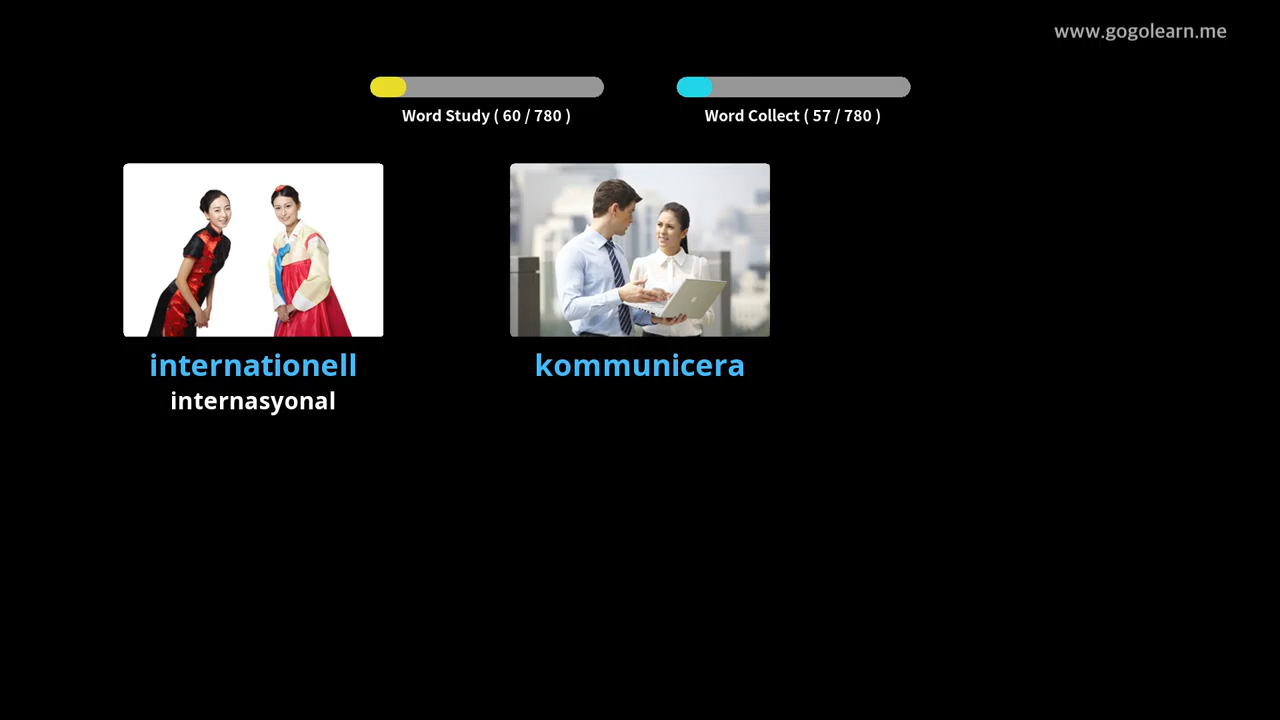 www.gogolearn.me
Word Study ( 60 / 780 )
Word Collect ( 57 / 780 )
internationell
internasyonal
kommunicera